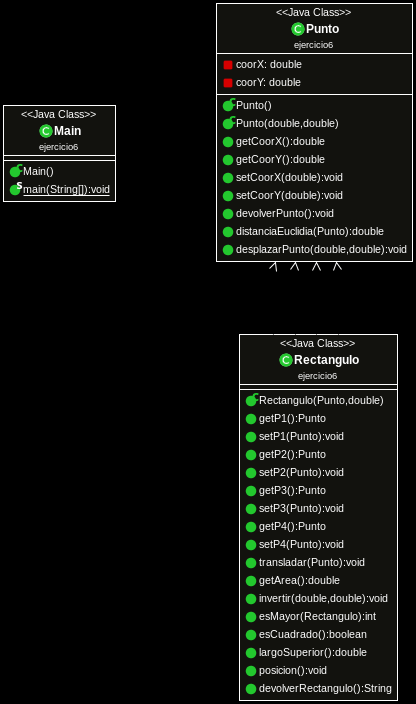 <<Java Class>>
Punto
ejercicio6
coorX: double
coorY: double
Punto()
Punto(double,double)
getCoorX():double
getCoorY():double
setCoorX(double):void
setCoorY(double):void
devolverPunto():void
distanciaEuclidia(Punto):double
desplazarPunto(double,double):void
<<Java Class>>
Main
ejercicio6
Main()
main(String[]):void
<<Java Class>>
Rectangulo
ejercicio6
Rectangulo(Punto,double)
getP1():Punto
setP1(Punto):void
getP2():Punto
setP2(Punto):void
getP3():Punto
setP3(Punto):void
getP4():Punto
setP4(Punto):void
transladar(Punto):void
getArea():double
invertir(double,double):void
esMayor(Rectangulo):int
esCuadrado():boolean
largoSuperior():double
posicion():void
devolverRectangulo():String